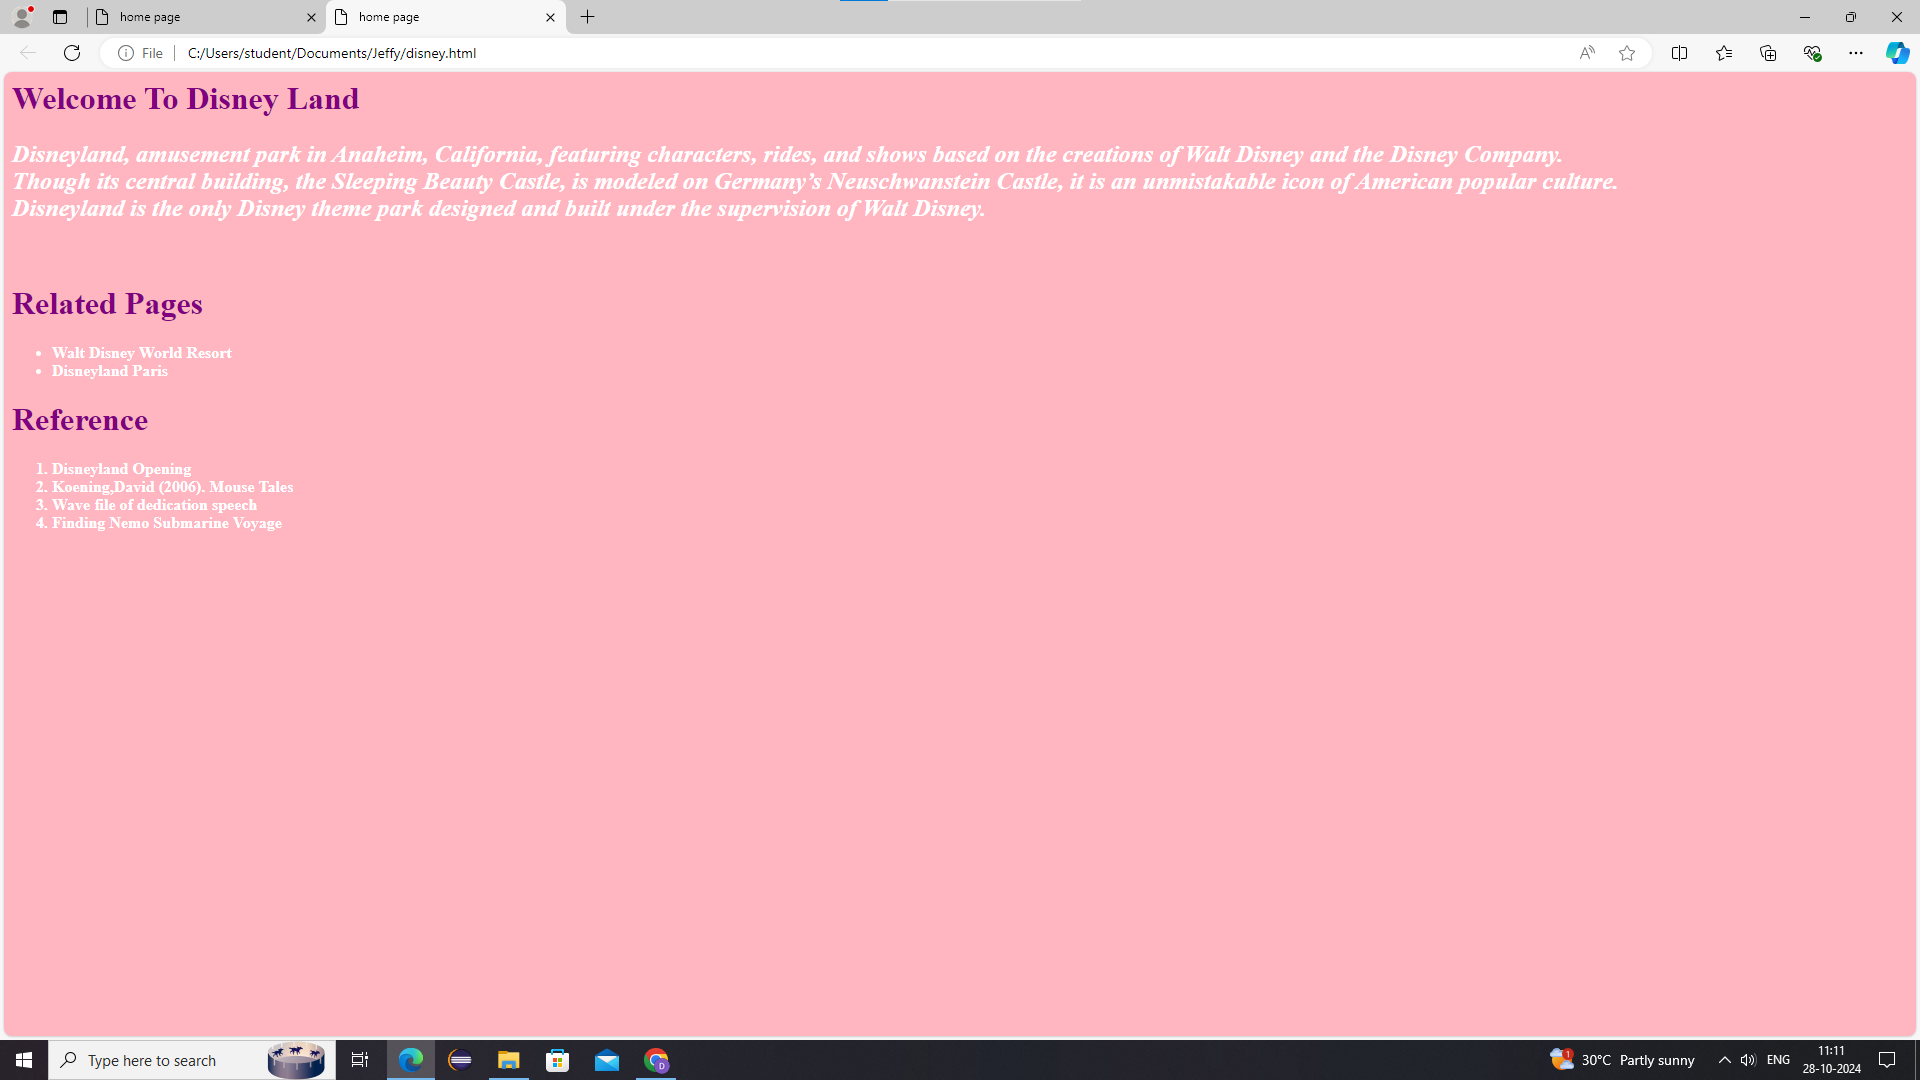 home page
home page
File
C:/Users/student/Documents/Jeffy/disney.html
Welcome To Disney Land
Disneyland, amusement park in Anaheim, California, featuring characters, rides, and shows based on the creations of Walt Disney and the Disney Company.
Though its central building, the Sleeping Beauty Castle, is modeled on Germany’s Neuschwanstein Castle, it is an unmistakable icon of American popular culture.
Disneyland is the only Disney theme park designed and built under the supervision of Walt Disney.
Related Pages
• Walt Disney World Resort
• Disneyland Paris
Reference
1. Disneyland Opening
2. Koening,David (2006). Mouse Tales
3. Wave file of dedication speech
4. Finding Nemo Submarine Voyage
Type here to search
D
1
30°C Partly sunny
ENG
11:11
28-10-2024